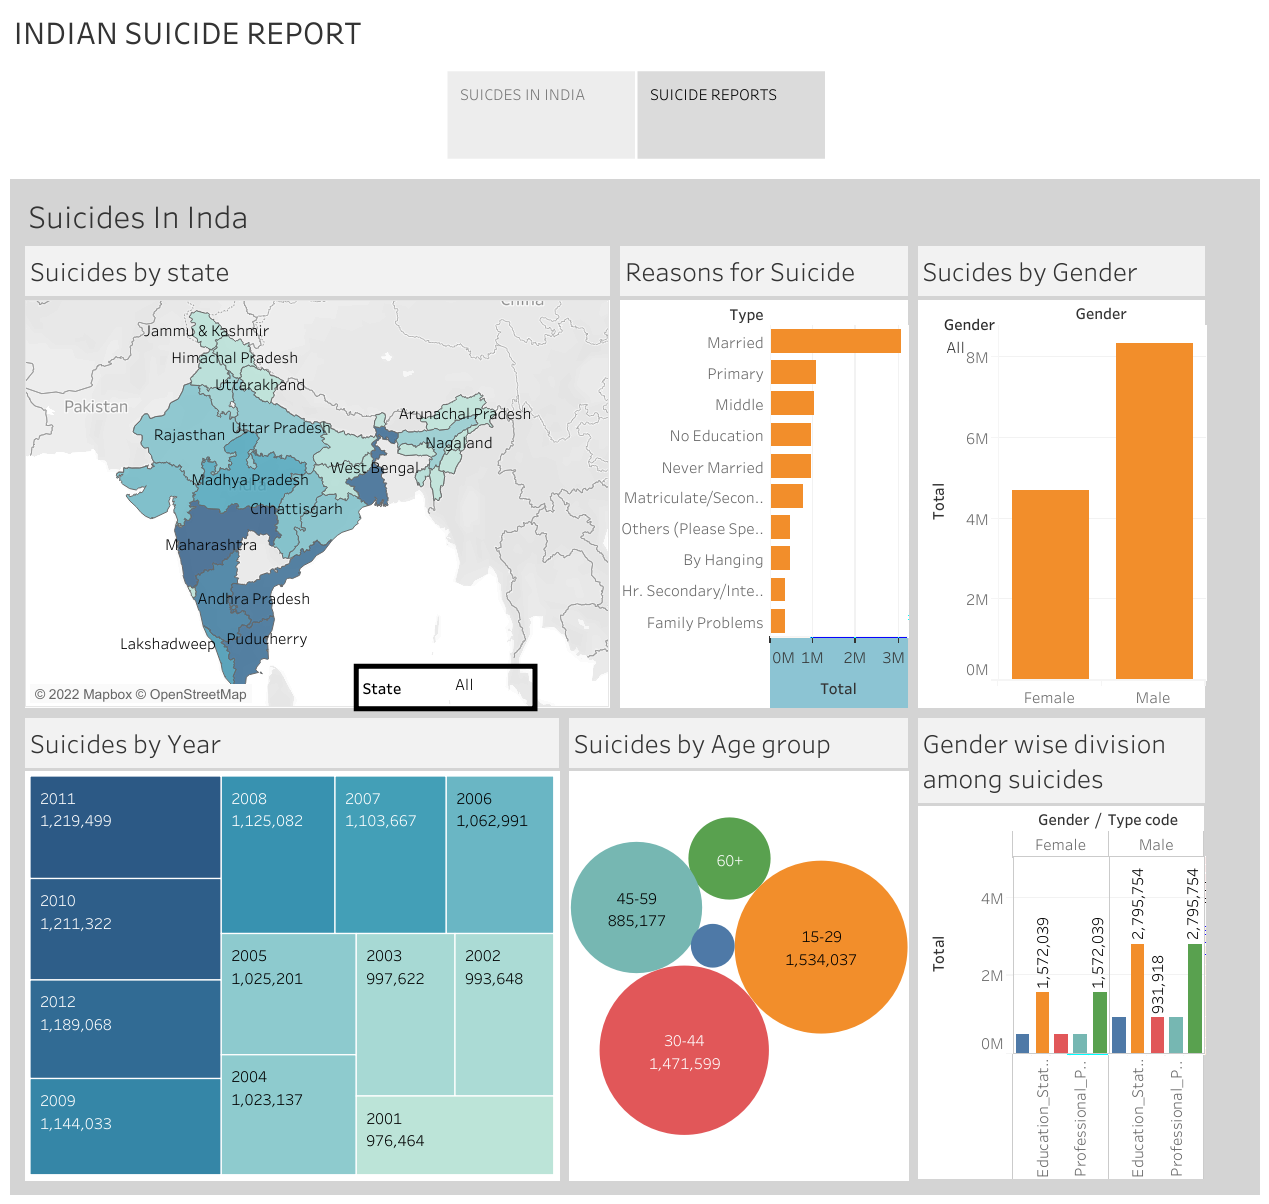 INDIAN SUICIDE REPORT
SUICDES IN INDIA
SUICIDE REPORTS
Suicides In Inda
Suicides by state
China
Jammu & Kashmir
Himachal Pradesh
Uttarakhand
Pakistan
Arunachal Pradesh
Rajasthan
Uttar Pradesh
Nagaland
West Bengal
Madhya Pradesh
Chhattisgarh
Maharashtra
Andhra Pradesh
Lakshadweep
Puducherry
© 2022 Mapbox © OpenStreetMap
State
All
Reasons for Suicide
Type
Married
Primary
Middle
No Education
Never Married
Matriculate/Secon..
Others (Please Spe..
By Hanging
Hr. Secondary/Inte..
Family Problems
0M 1M 2M 3M
Total
Sucides by Gender
Gender
Gender
All
8M
6M
4M
2M
0M
Total
Female Male
Suicides by Year
2011
1,219,499
2010
1,211,322
2012
1,189,068
2009
1,144,033
2008
1,125,082
2007
1,103,667
2006
1,062,991
2005
1,025,201
2004
1,023,137
2003
997,622
2002
993,648
2001
976,464
Suicides by Age group
60+
45-59
885,177
15-29
1,534,037
30-44
1,471,599
Gender wise division
among suicides
Gender / Type code
Female Male
4M
2M
0M
Total
1,572,039
1,572,039
2,795,754
931,918
2,795,754
Education_Stat..
Professional_P..
Education_Stat..
Professional_P..